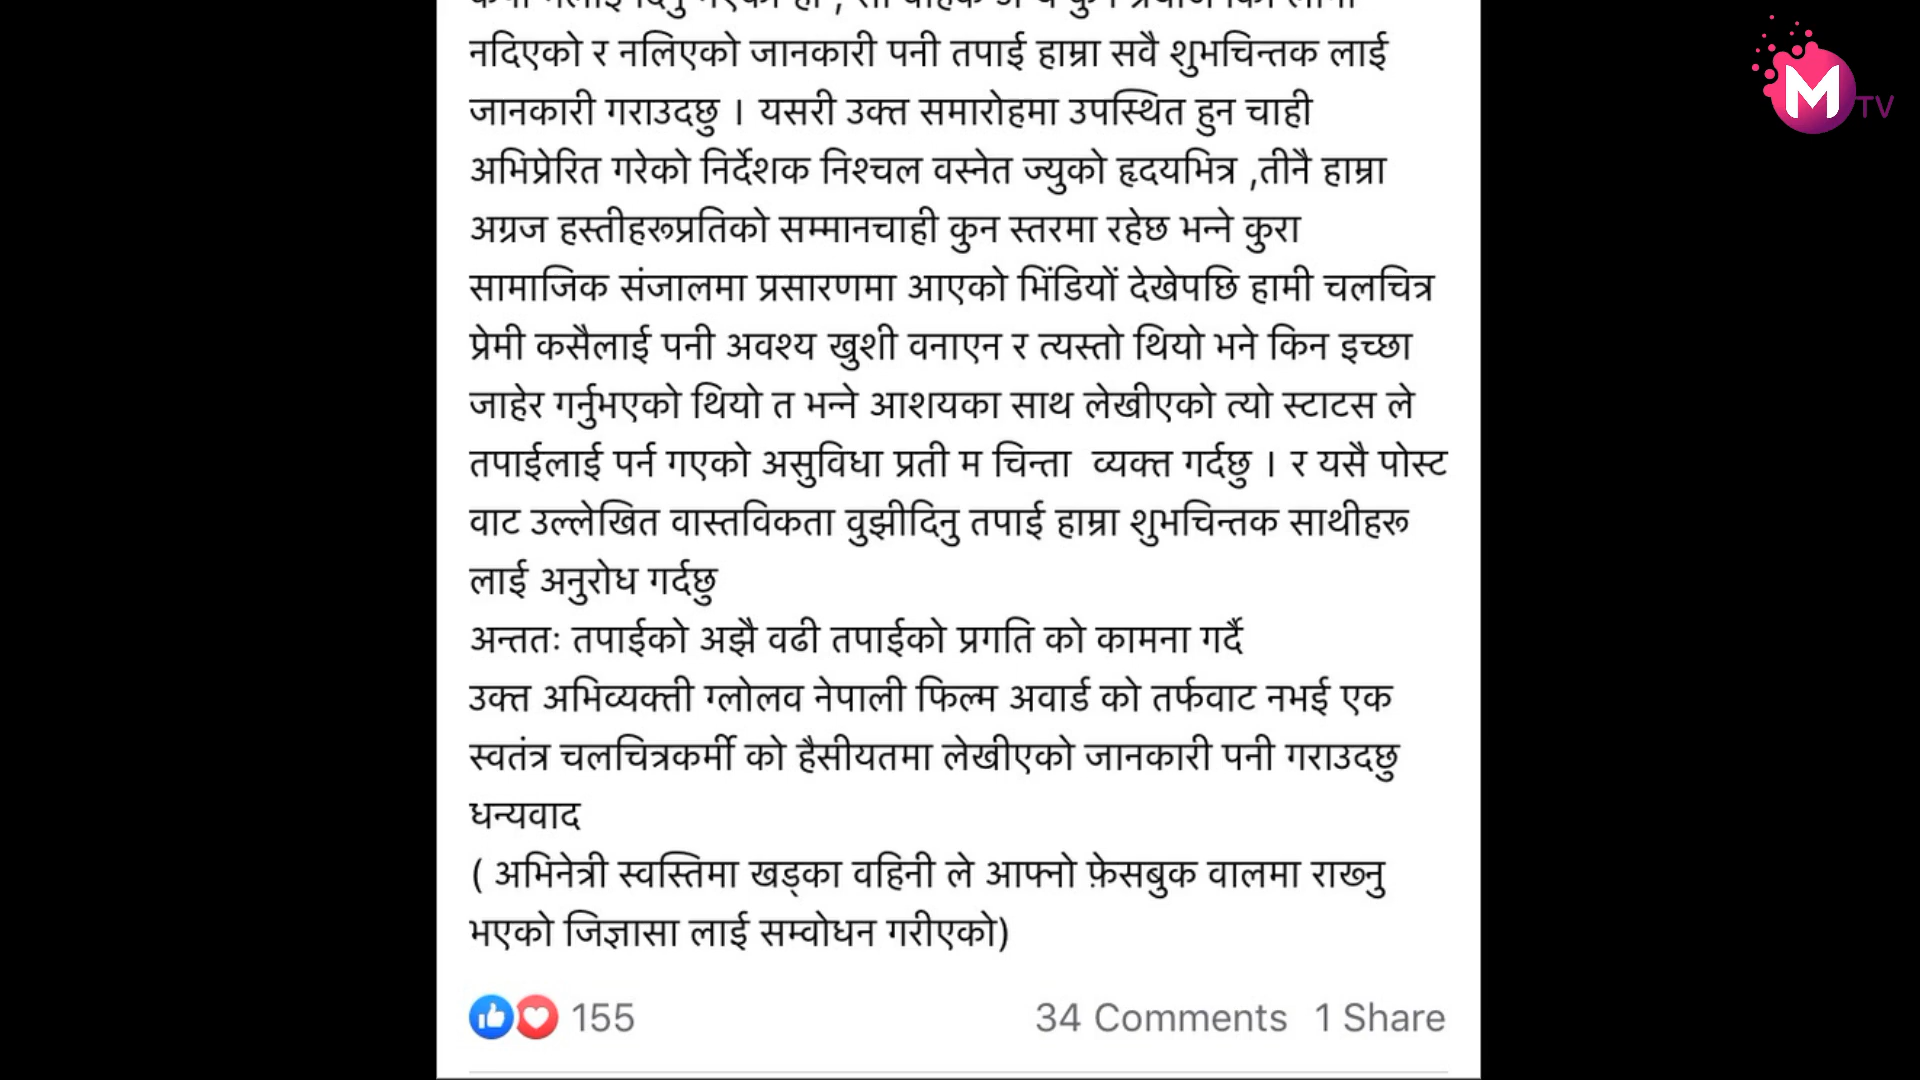 नदिएको र नलिएको जानकारी पनी तपाई हाम्रा सवै शुभचिन्तक लाई
जानकारी गराउदछु । यसरी उक्त समारोहमा उपस्थित हुन चाही
अभिप्रेरित गरेको निर्देशक निश्चल वस्नेत ज्युको हृदयभित्र ,तीनै हाम्रा
अग्रज हस्तीहरूप्रतिको सम्मानचाही कुन स्तरमा रहेछ भन्ने कुरा
सामाजिक संजालमा प्रसारणमा आएको भिंडियों देखेपछि हामी चलचित्र
प्रेमी कसैलाई पनी अवश्य खुशी वनाएन र त्यस्तो थियो भने किन इच्छा
जाहेर गर्नुभएको थियो त भन्ने आशयका साथ लेखीएको त्यो स्टाटस ले
तपाईलाई पर्न गएको असुविधा प्रती म चिन्ता व्यक्त गर्दछु । र यसै पोस्ट
वाट उल्लेखित वास्तविकता वुझीदिनु तपाई हाम्रा शुभचिन्तक साथीहरू
लाई अनुरोध गर्दछु
अन्ततः तपाईको अझै वढी तपाईको प्रगति को कामना गर्दै
उक्त अभिव्यक्ती ग्लोलव नेपाली फिल्म अवार्ड को तर्फवाट नभई एक
स्वतंत्र चलचित्रकर्मी को हैसीयतमा लेखीएको जानकारी पनी गराउदछु
धन्यवाद
( अभिनेत्री स्वस्तिमा खड्का वहिनी ले आफ्नो फ़ेसबुक वालमा राख्नु
भएको जिज्ञासा लाई सम्वोधन गरीएको)
155 34 Comments 1 Share
M TV